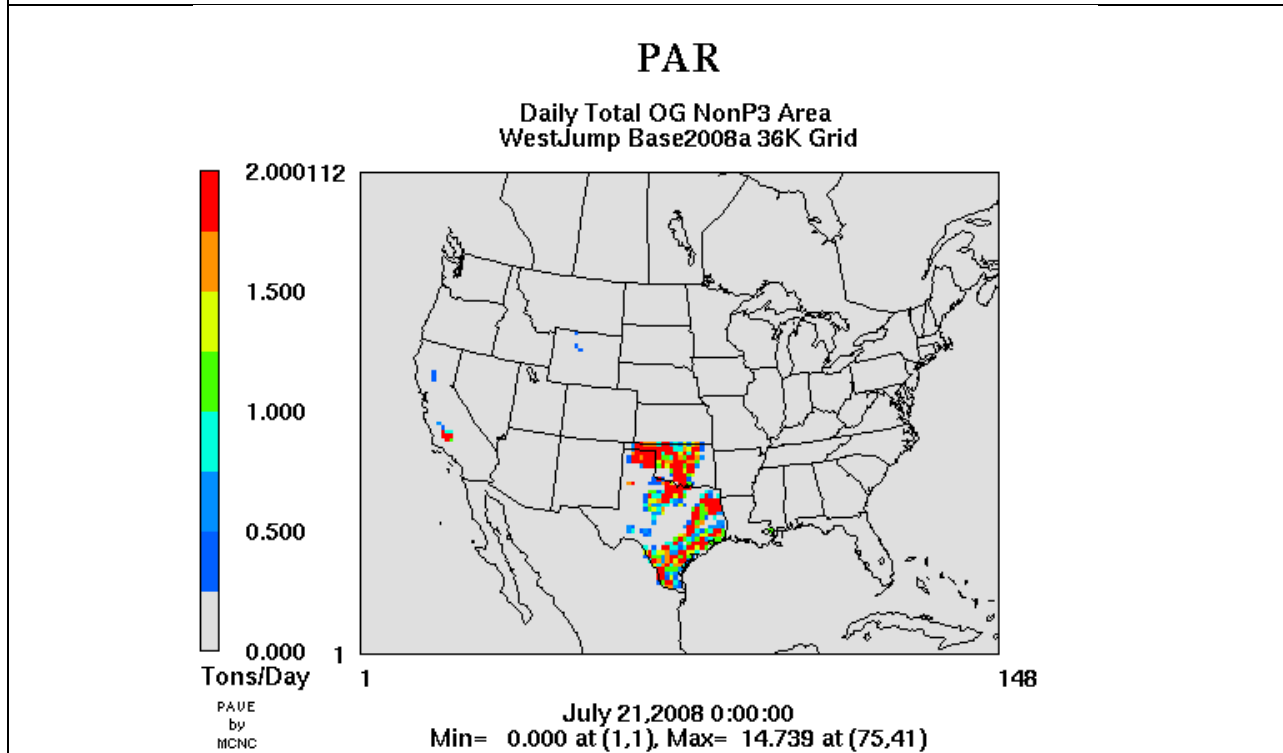 PAR
Daily Total OG NonP3 Area
WestJump Base2008a 36K Grid
2.000
112
1.500
1.000
0.500
0.000
1
Tons/Day
1
148
PAVE
by
MCNC
July 21,2008 0:00:00
Min= 0.000 at (1,1), Max= 14.739 at (75,41)